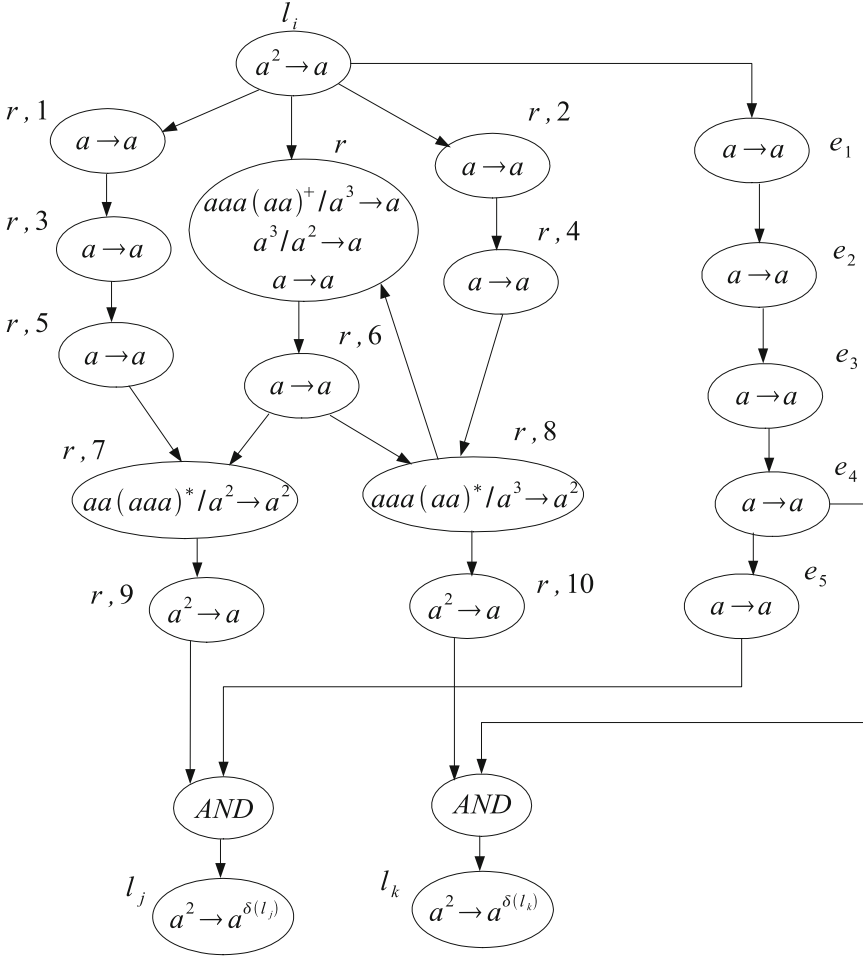 l_i
a^2→a
r,1
a→a
r
aaa(aa)^+/a^3→a
a^3/a^2→a
a→a
r,2
a→a
e_1
a→a
r,3
a→a
r,4
a→a
e_2
a→a
r,5
a→a
r,6
a→a
e_3
a→a
r,7
aa(aaa)^*/a^2→a^2
r,8
aaa(aa)^*/a^3→a^2
e_4
a→a
r,9
a^2→a
r,10
a^2→a
e_5
a→a
AND
AND
l_j
a^2→a^{δ(l_j)}
l_k
a^2→a^{δ(l_k)}